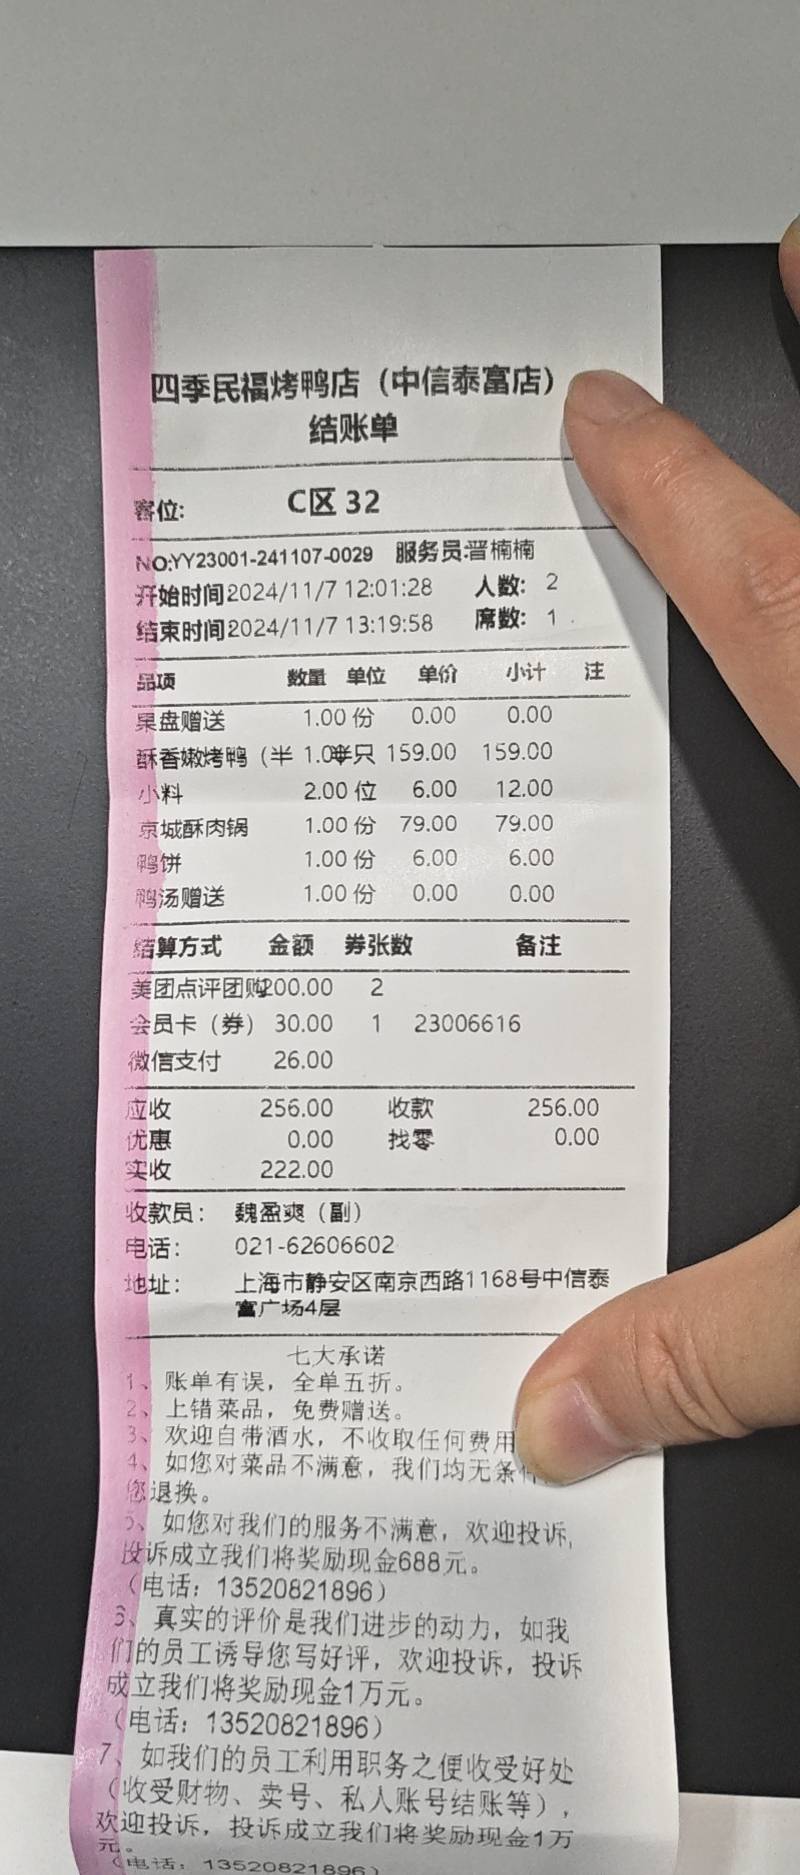 四季民福烤鸭店（中信泰富店）
结账单
客位: C区 32
NO:YY23001-241107-0029 服务员:晋楠楠
开始时间2024/11/7 12:01:28 人数: 2
结束时间2024/11/7 13:19:58 席数: 1
品项 数量 单位 单价 小计 注
果盘赠送 1.00 份 0.00 0.00
酥香嫩烤鸭（半 1.00半只 159.00 159.00
小料 2.00 位 6.00 12.00
京城酥肉锅 1.00 份 79.00 79.00
鸭饼 1.00 份 6.00 6.00
鸭汤赠送 1.00 份 0.00 0.00
结算方式 金额 券张数 备注
美团点评团购200.00 2
会员卡（券） 30.00 1 23006616
微信支付 26.00
应收 256.00 收款 256.00
优惠 0.00 找零 0.00
实收 222.00
收款员: 魏盈爽（副）
电话: 021-62606602
地址: 上海市静安区南京西路1168号中信泰
富广场4层
七大承诺
1、账单有误，全单五折。
2、上错菜品，免费赠送。
3、欢迎自带酒水，不收取任何费用
4、如您对菜品不满意，我们均无条件
您退换。
5、如您对我们的服务不满意，欢迎投诉，
投诉成立我们将奖励现金688元。
（电话：13520821896）
6、真实的评价是我们进步的动力，如我
们的员工诱导您写好评，欢迎投诉，投诉
成立我们将奖励现金1万元。
（电话：13520821896）
7、如我们的员工利用职务之便收受好处
（收受财物、卖号、私人账号结账等），
欢迎投诉，投诉成立我们将奖励现金1万
元。
（电话：13520821896）